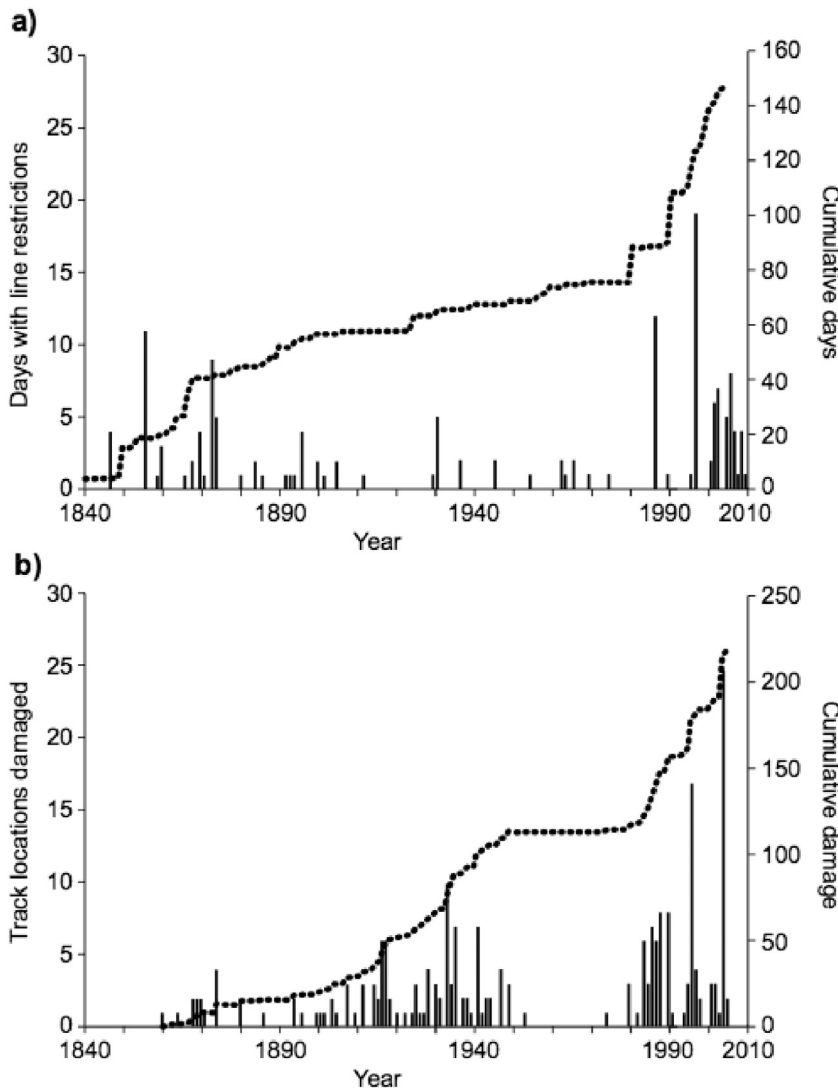 a)
30
25
20
15
10
5
0
Days with line restrictions
160
140
120
100
80
60
40
20
0
Cumulative days
1840 1890 1940 1990 2010
Year
b)
30
25
20
15
10
5
0
Track locations damaged
250
200
150
100
50
0
Cumulative damage
1840 1890 1940 1990 2010
Year